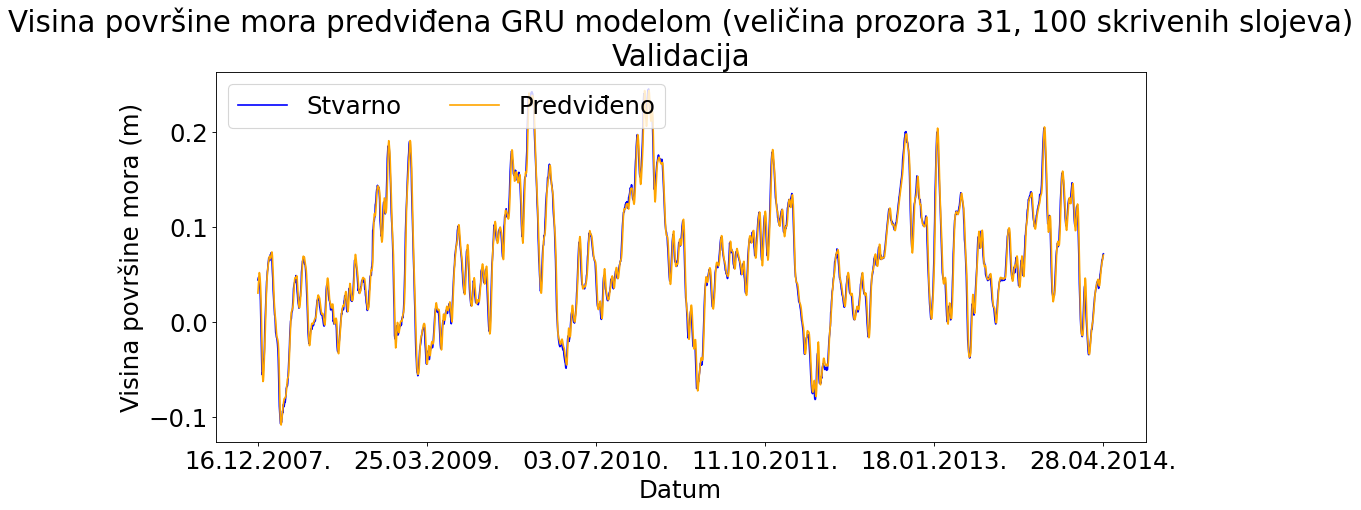 Visina površine mora predviđena GRU modelom (veličina prozora 31, 100 skrivenih slojeva)
Validacija
Stvarno Predviđeno
Visina površine mora (m)
0.2
0.1
0.0
−0.1
16.12.2007. 25.03.2009. 03.07.2010. 11.10.2011. 18.01.2013. 28.04.2014.
Datum